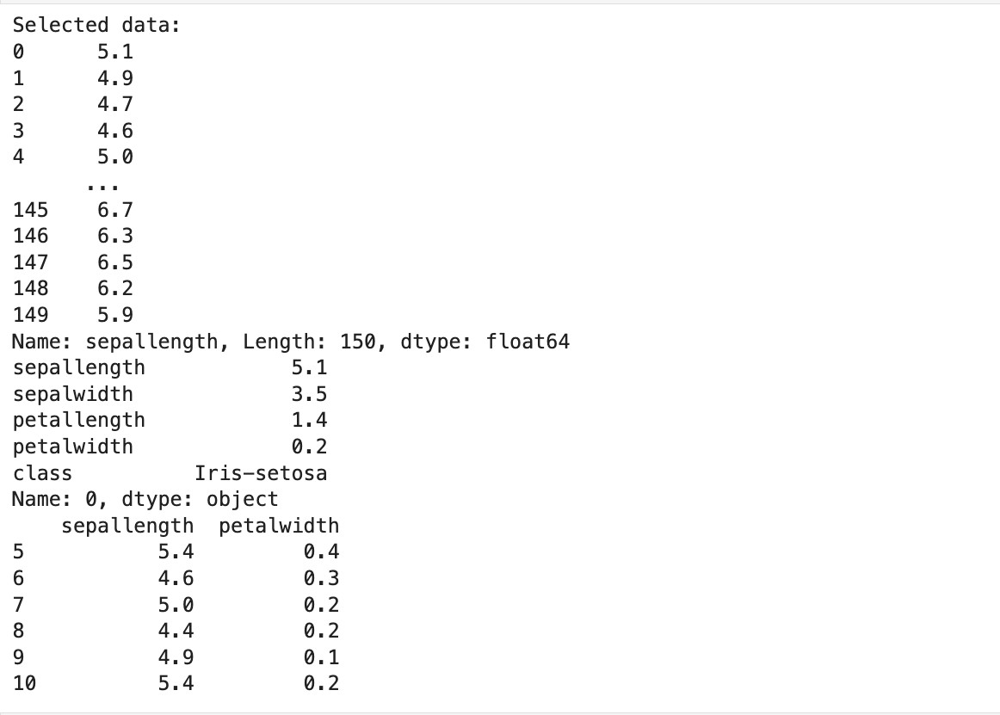 Selected data:
0      5.1
1      4.9
2      4.7
3      4.6
4      5.0
      ...
145    6.7
146    6.3
147    6.5
148    6.2
149    5.9
Name: sepallength, Length: 150, dtype: float64
sepallength            5.1
sepalwidth             3.5
petallength            1.4
petalwidth             0.2
class          Iris-setosa
Name: 0, dtype: object
    sepallength  petalwidth
5           5.4         0.4
6           4.6         0.3
7           5.0         0.2
8           4.4         0.2
9           4.9         0.1
10          5.4         0.2